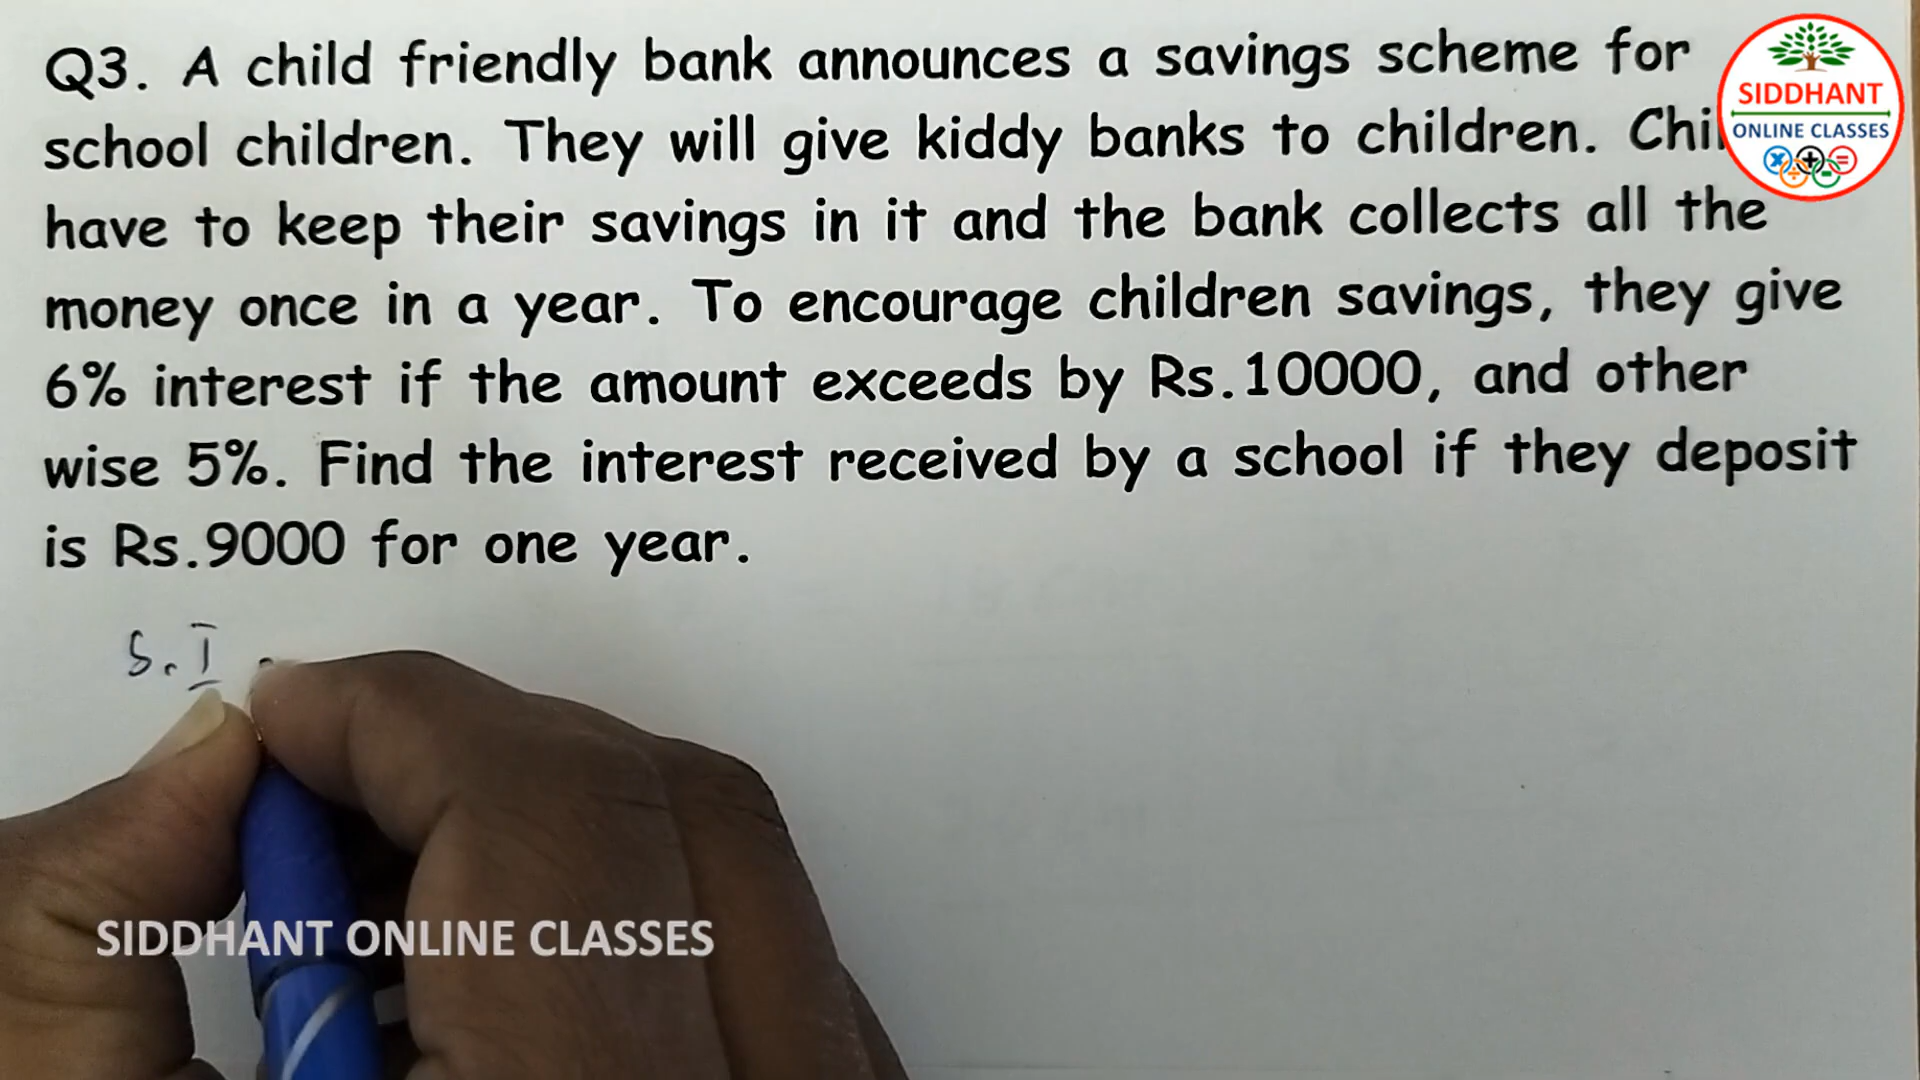 Q3. A child friendly bank announces a savings scheme for
school children. They will give kiddy banks to children. Chi
have to keep their savings in it and the bank collects all the
money once in a year. To encourage children savings, they give
6% interest if the amount exceeds by Rs.10000, and other
wise 5%. Find the interest received by a school if they deposit
is Rs.9000 for one year.
SIDDHANT
ONLINE CLASSES
S.I
SIDDHANT ONLINE CLASSES